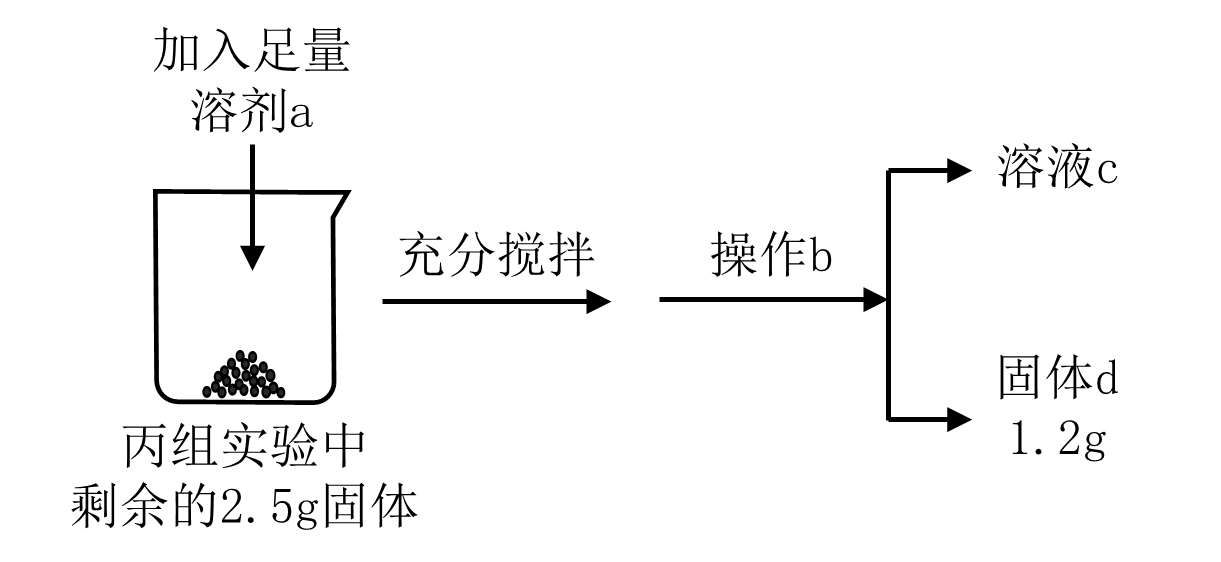 加入足量
溶剂a
丙组实验中
剩余的2.5g固体
充分搅拌
操作b
溶液c
固体d
1.2g